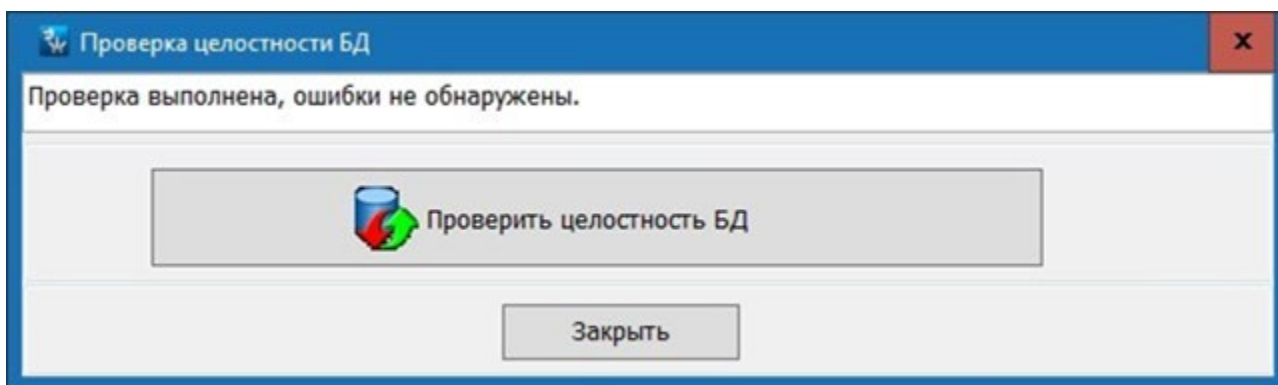 Проверка целостности БД
Проверка выполнена, ошибки не обнаружены.
Проверить целостность БД
Закрыть